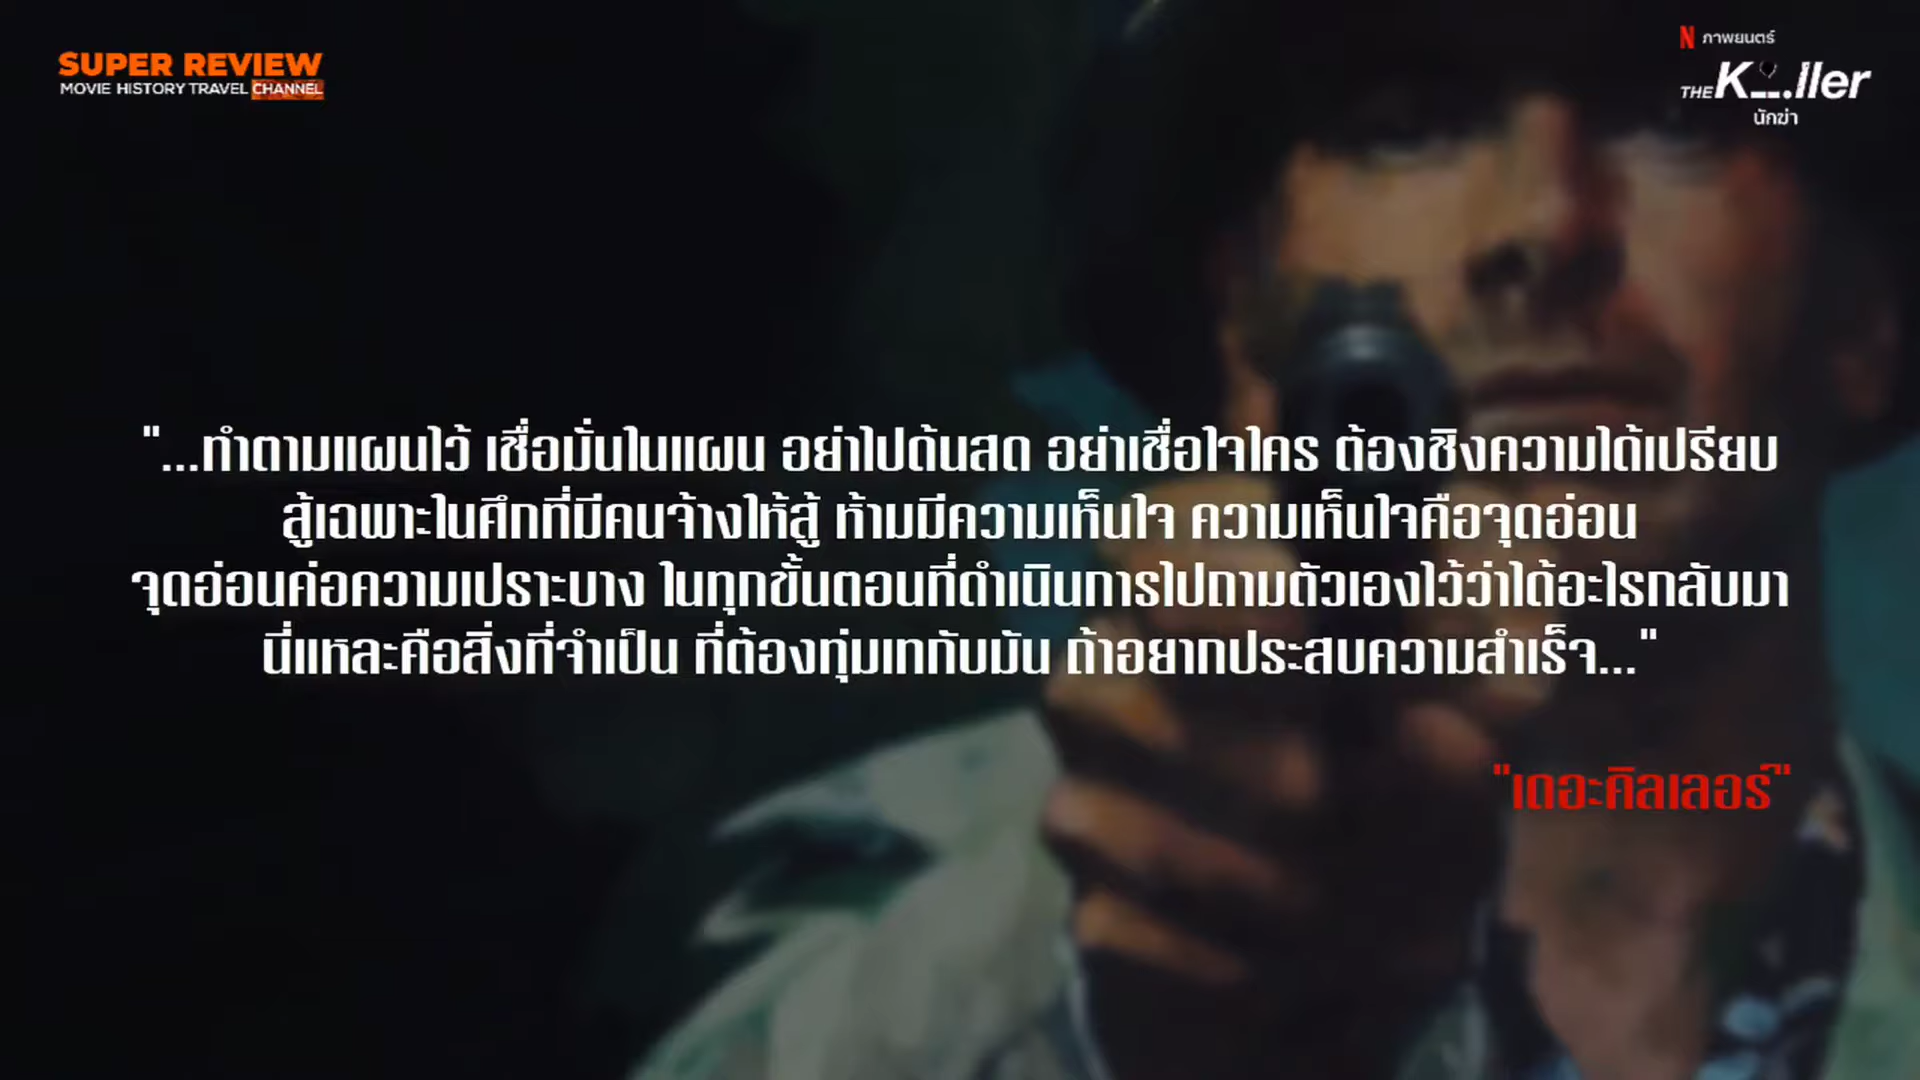 SUPER REVIEW
MOVIE HISTORY TRAVEL CHANNEL
N ภาพยนตร์
THE K...ller
นักฆ่า
"...ทำตามแผนไว้ เชื่อมั่นในแผน อย่าไปด้นสด อย่าเชื่อใจใคร ต้องชิงความได้เปรียบ
สู้เฉพาะในศึกที่มีคนจ้างให้สู้ ห้ามมีความเห็นใจ ความเห็นใจคือจุดอ่อน
จุดอ่อนค่อความเปราะบาง ในทุกขั้นตอนที่ดำเนินการไปถามตัวเองไว้ว่าได้อะไรกลับมา
นี่แหละคือสิ่งที่จำเป็น ที่ต้องทุ่มเททับมัน ถ้าอยากประสบความสำเร็จ..."
"เดอะคิลเลอร์"